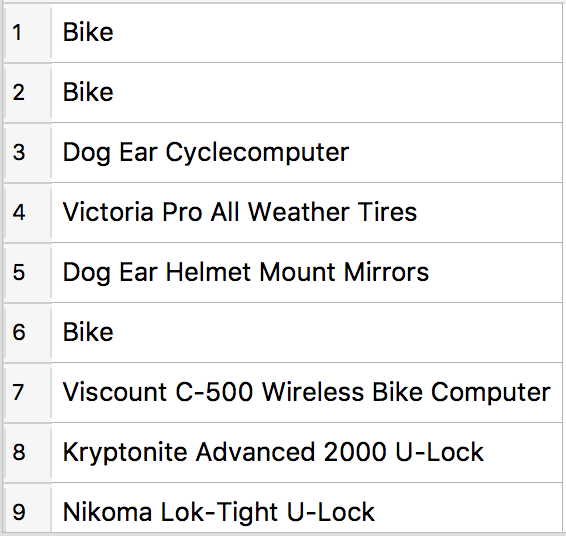 1 Bike
2 Bike
3 Dog Ear Cyclecomputer
4 Victoria Pro All Weather Tires
5 Dog Ear Helmet Mount Mirrors
6 Bike
7 Viscount C-500 Wireless Bike Computer
8 Kryptonite Advanced 2000 U-Lock
9 Nikoma Lok-Tight U-Lock